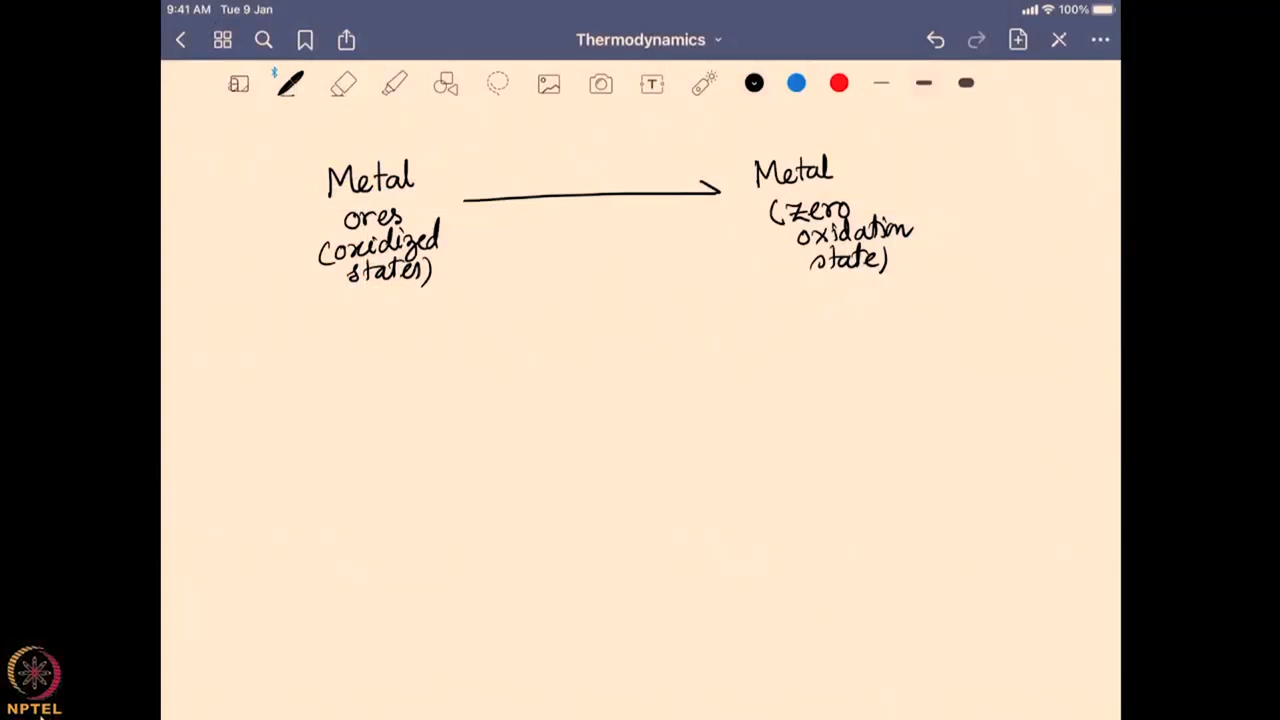 9:41 AM Tue 9 Jan
100%
Thermodynamics
T
Metal
ores
(oxidized
states)
Metal
(zero
oxidation
state)
NPTEL